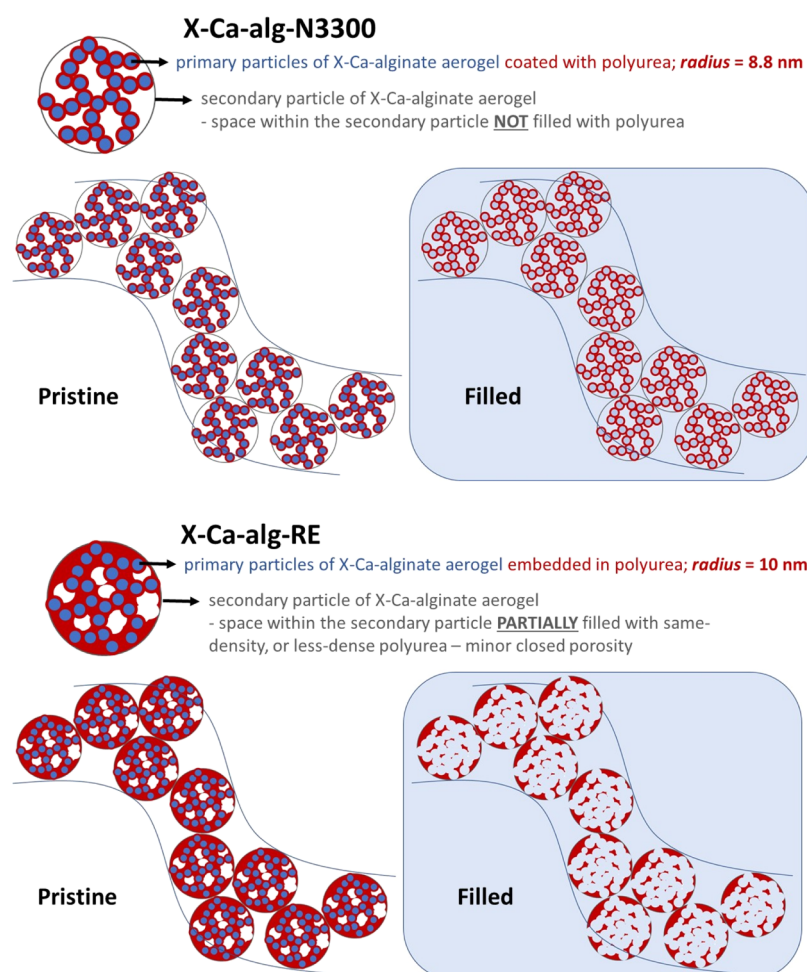 X-Ca-alg-N3300
primary particles of X-Ca-alginate aerogel coated with polyurea; radius = 8.8 nm
secondary particle of X-Ca-alginate aerogel
- space within the secondary particle NOT filled with polyurea
Pristine
Filled
X-Ca-alg-RE
primary particles of X-Ca-alginate aerogel embedded in polyurea; radius = 10 nm
secondary particle of X-Ca-alginate aerogel
- space within the secondary particle PARTIALLY filled with same-
density, or less-dense polyurea – minor closed porosity
Pristine
Filled